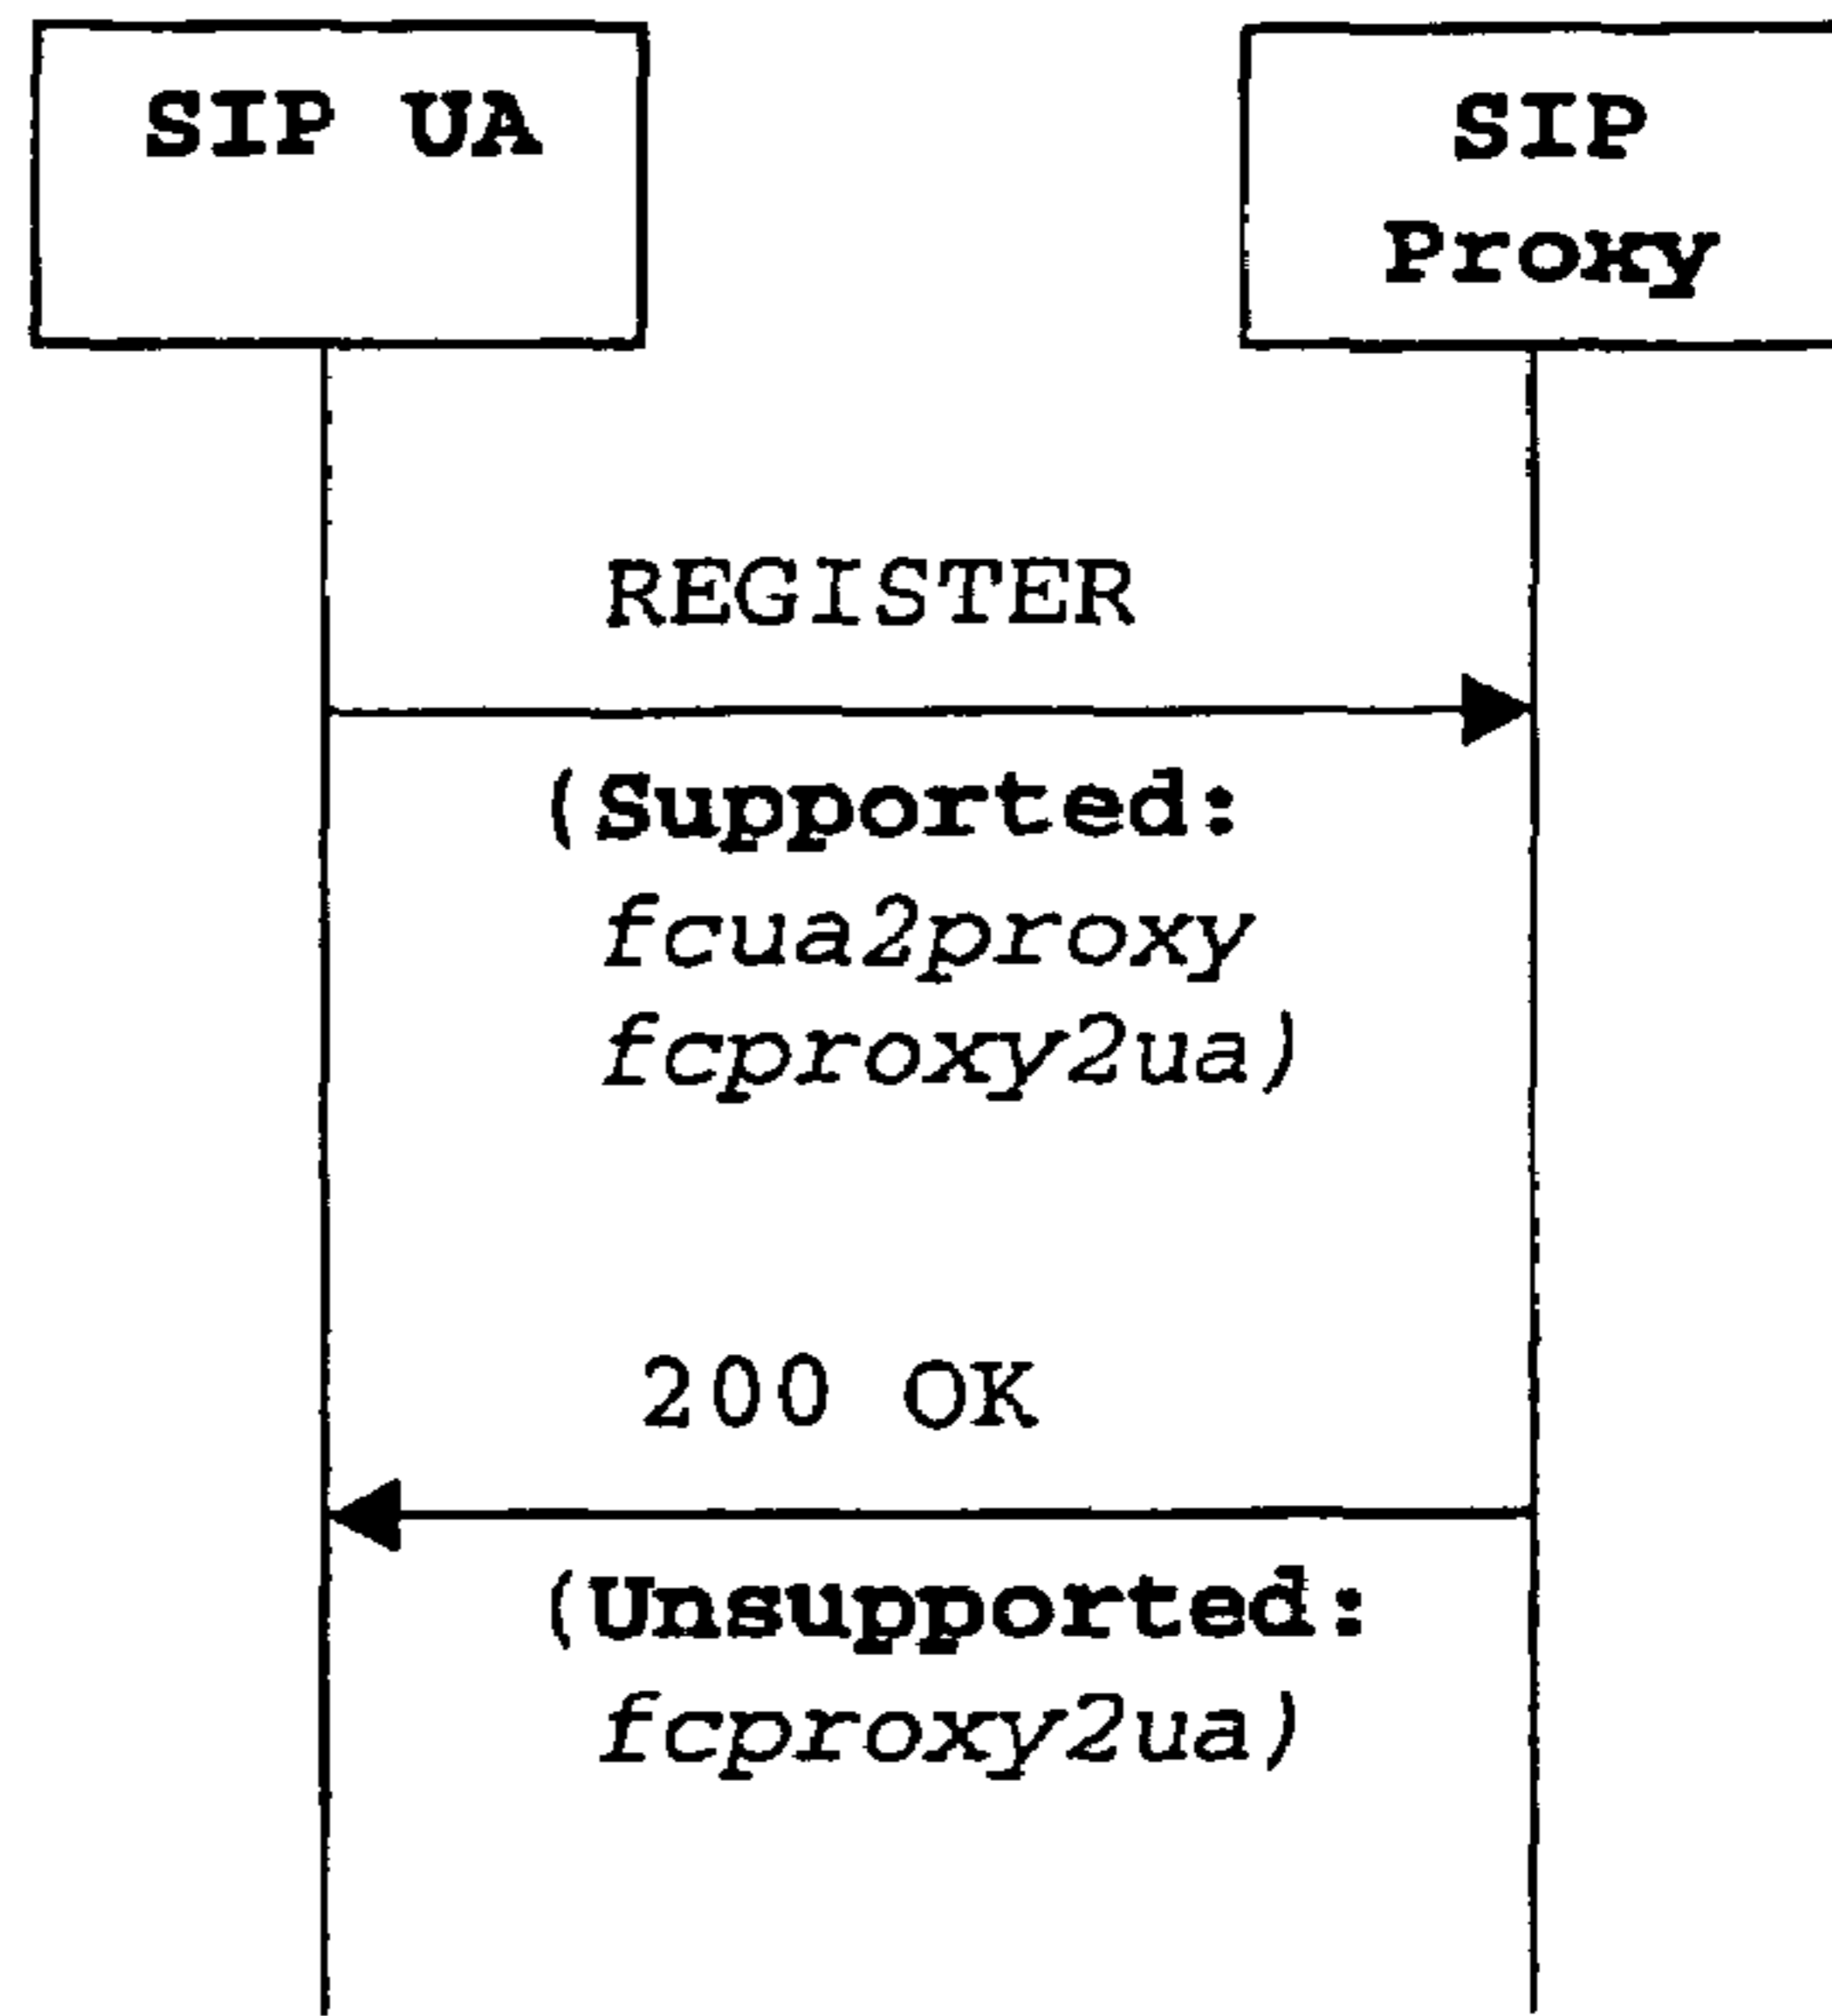 SIP UA
SIP
Proxy
REGISTER
(Supported:
fcua2proxy
fcproxy2ua)
200 OK
(Unsupported:
fcproxy2ua)